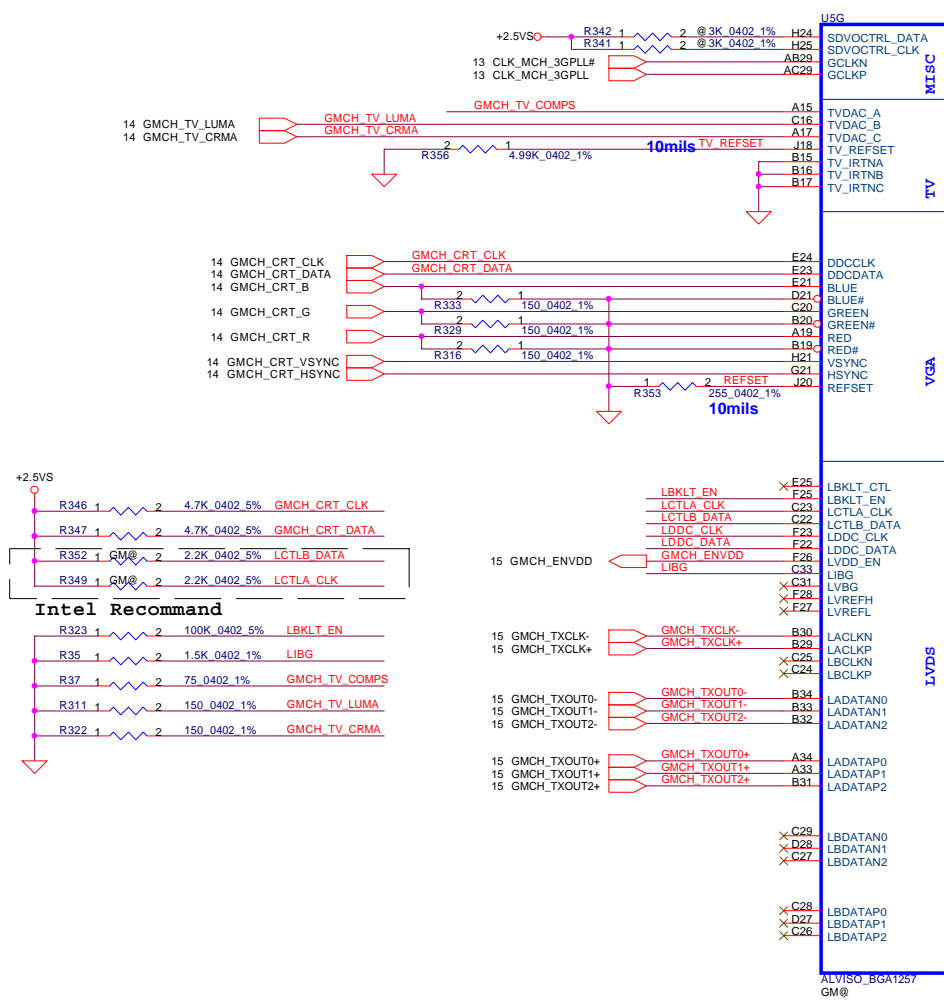 U5G
+2.5VS R342 1 2 @3K_0402_1% H24 SDVOCTRL_DATA
R341 1 2 @3K_0402_1% H25 SDVOCTRL_CLK
13 CLK_MCH_3GPLL# AB29 GCLKN
13 CLK_MCH_3GPLL AC29 GCLKP
MISC
GMCH_TV_COMPS A15 TVDAC_A
14 GMCH_TV_LUMA GMCH_TV_LUMA C16 TVDAC_B
14 GMCH_TV_CRMA GMCH_TV_CRMA A17 TVDAC_C
R356 2 1 4.99K_0402_1% 10mils TV_REFSET J18 TV_REFSET
B15 TV_IRTNA
B16 TV_IRTNB
B17 TV_IRTNC
TV
14 GMCH_CRT_CLK GMCH_CRT_CLK E24 DDCCLK
14 GMCH_CRT_DATA GMCH_CRT_DATA E23 DDCDATA
14 GMCH_CRT_B E21 BLUE
R333 2 1 150_0402_1% D21 BLUE#
14 GMCH_CRT_G C20 GREEN
R329 2 1 150_0402_1% B20 GREEN#
14 GMCH_CRT_R A19 RED
R316 2 1 150_0402_1% B19 RED#
14 GMCH_CRT_VSYNC H21 VSYNC
14 GMCH_CRT_HSYNC G21 HSYNC
R353 1 2 REFSET 255_0402_1% J20 REFSET
10mils
VGA
+2.5VS
R346 1 2 4.7K_0402_5% GMCH_CRT_CLK
R347 1 2 4.7K_0402_5% GMCH_CRT_DATA
R352 1 GM@ 2 2.2K_0402_5% LCTLB_DATA
R349 1 GM@ 2 2.2K_0402_5% LCTLA_CLK
Intel Recommand
R323 1 2 100K_0402_5% LBKLT_EN
R35 1 2 1.5K_0402_1% LIBG
R37 1 2 75_0402_1% GMCH_TV_COMPS
R311 1 2 150_0402_1% GMCH_TV_LUMA
R322 1 2 150_0402_1% GMCH_TV_CRMA
E25 LBKLT_CTL
LBKLT_EN F25 LBKLT_EN
LCTLA_CLK C23 LCTLA_CLK
LCTLB_DATA C22 LCTLB_DATA
LDDC_CLK F23 LDDC_CLK
LDDC_DATA F22 LDDC_DATA
15 GMCH_ENVDD GMCH_ENVDD F26 LVDD_EN
LIBG C33 LIBG
C31 LVBG
F28 LVREFH
F27 LVREFL
15 GMCH_TXCLK- GMCH_TXCLK- B30 LACLKN
15 GMCH_TXCLK+ GMCH_TXCLK+ B29 LACLKP
C25 LBCLKN
C24 LBCLKP
LVDS
15 GMCH_TXOUT0- GMCH_TXOUT0- B34 LADATAN0
15 GMCH_TXOUT1- GMCH_TXOUT1- B33 LADATAN1
15 GMCH_TXOUT2- GMCH_TXOUT2- B32 LADATAN2
15 GMCH_TXOUT0+ GMCH_TXOUT0+ A34 LADATAP0
15 GMCH_TXOUT1+ GMCH_TXOUT1+ A33 LADATAP1
15 GMCH_TXOUT2+ GMCH_TXOUT2+ B31 LADATAP2
C29 LBDATAN0
D28 LBDATAN1
C27 LBDATAN2
C28 LBDATAP0
D27 LBDATAP1
C26 LBDATAP2
ALVISO_BGA1257
GM@